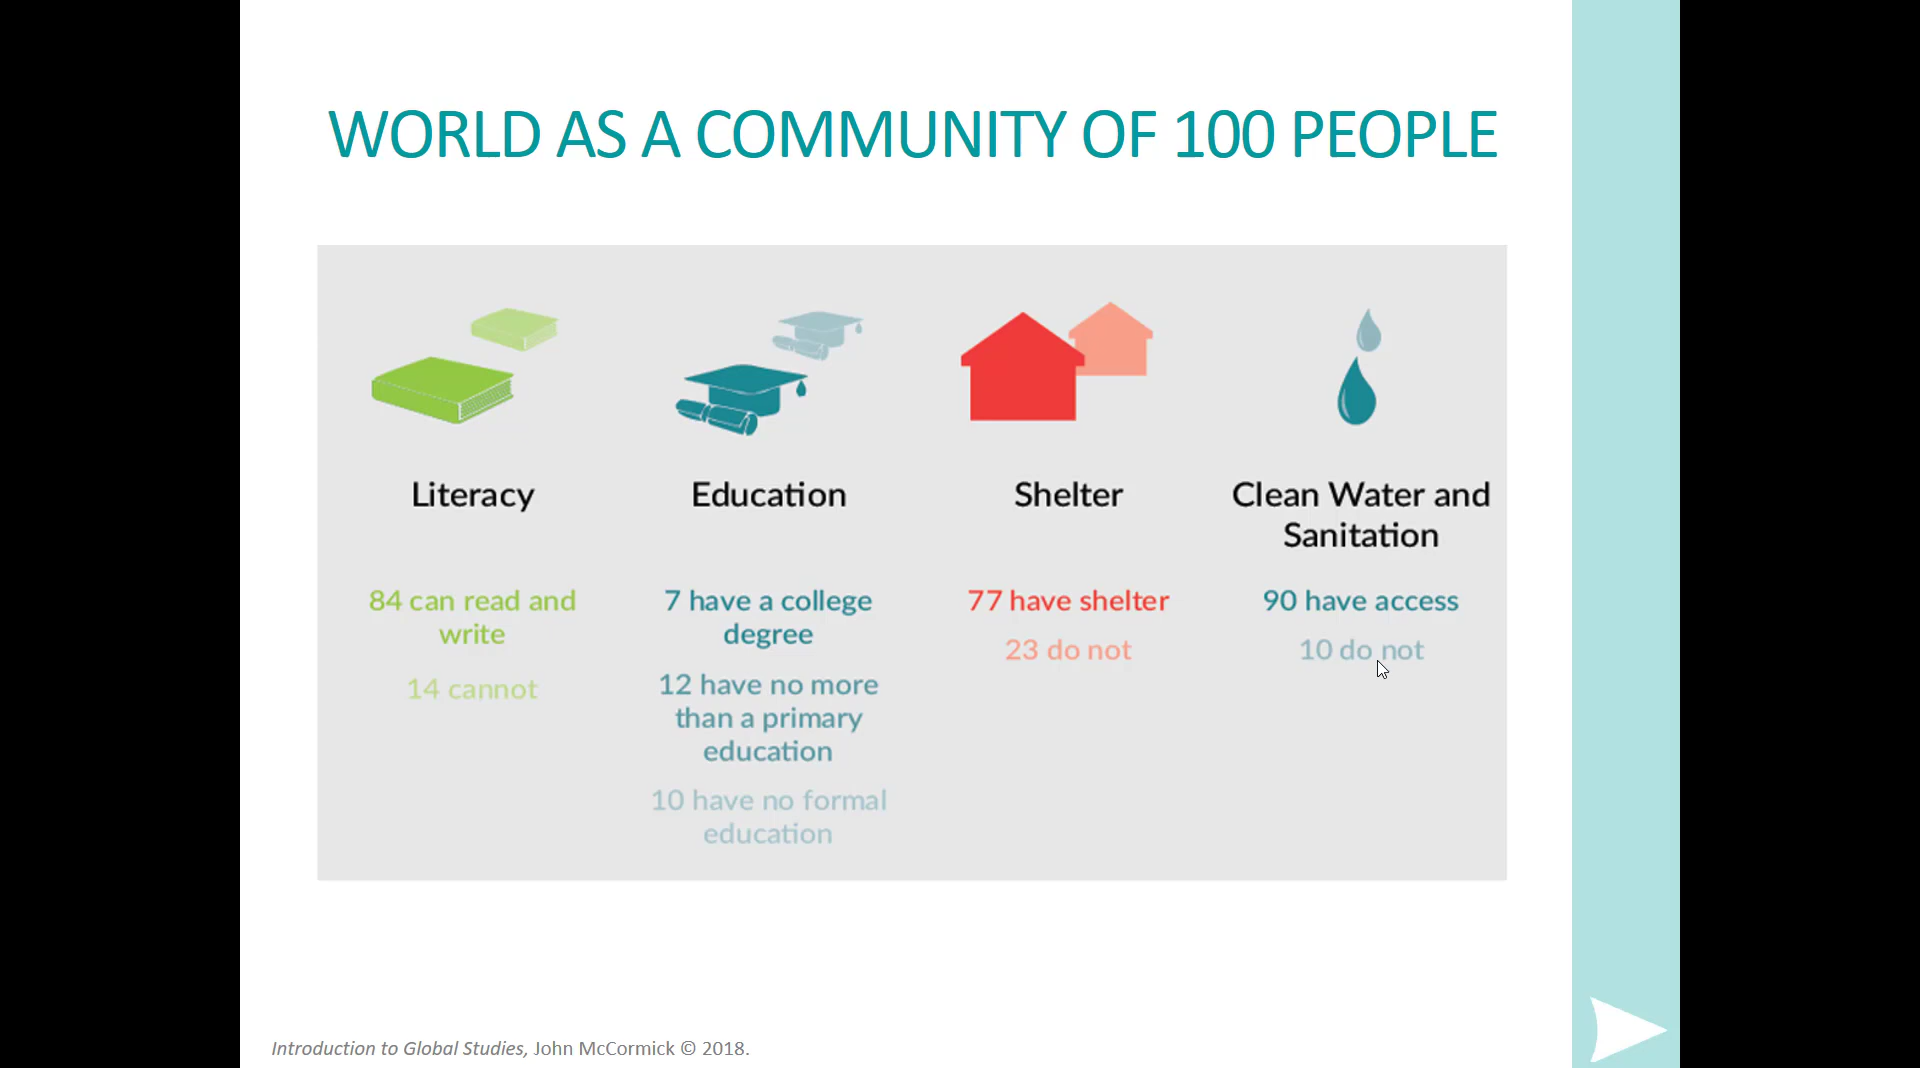 WORLD AS A COMMUNITY OF 100 PEOPLE
Literacy
84 can read and
write
14 cannot
Education
7 have a college
degree
12 have no more
than a primary
education
10 have no formal
education
Shelter
77 have shelter
23 do not
Clean Water and
Sanitation
90 have access
10 do not
Introduction to Global Studies, John McCormick © 2018.